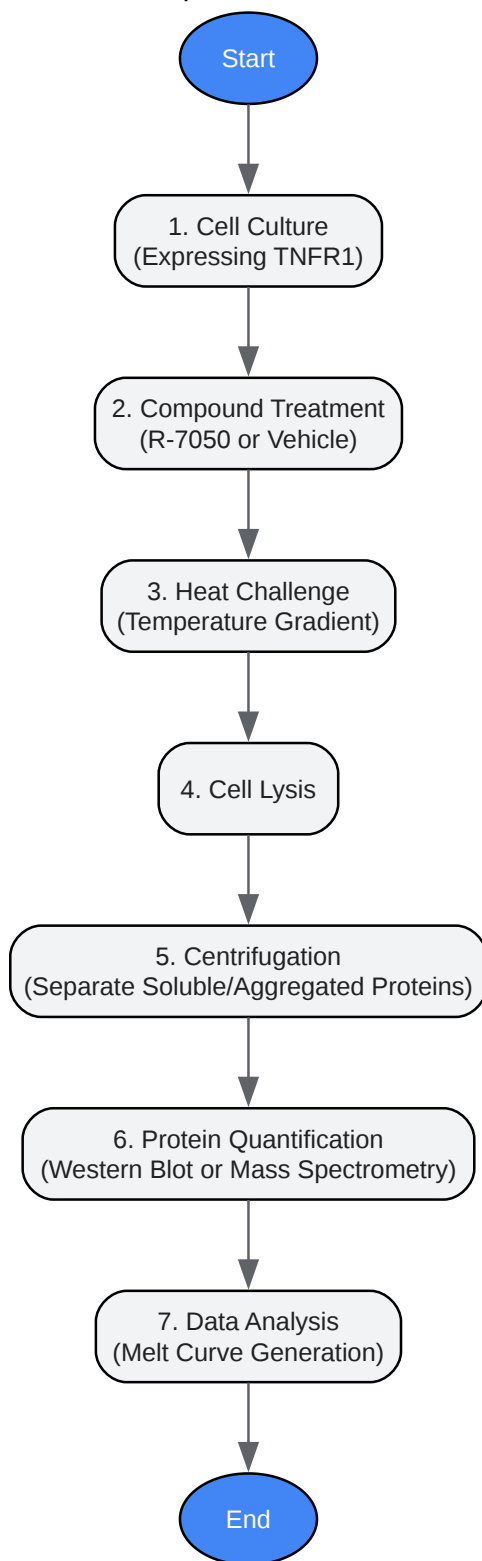 Start
1. Cell Culture
(Expressing TNFR1)
2. Compound Treatment
(R-7050 or Vehicle)
3. Heat Challenge
(Temperature Gradient)
4. Cell Lysis
5. Centrifugation
(Separate Soluble/Aggregated Proteins)
6. Protein Quantification
(Western Blot or Mass Spectrometry)
7. Data Analysis
(Melt Curve Generation)
End